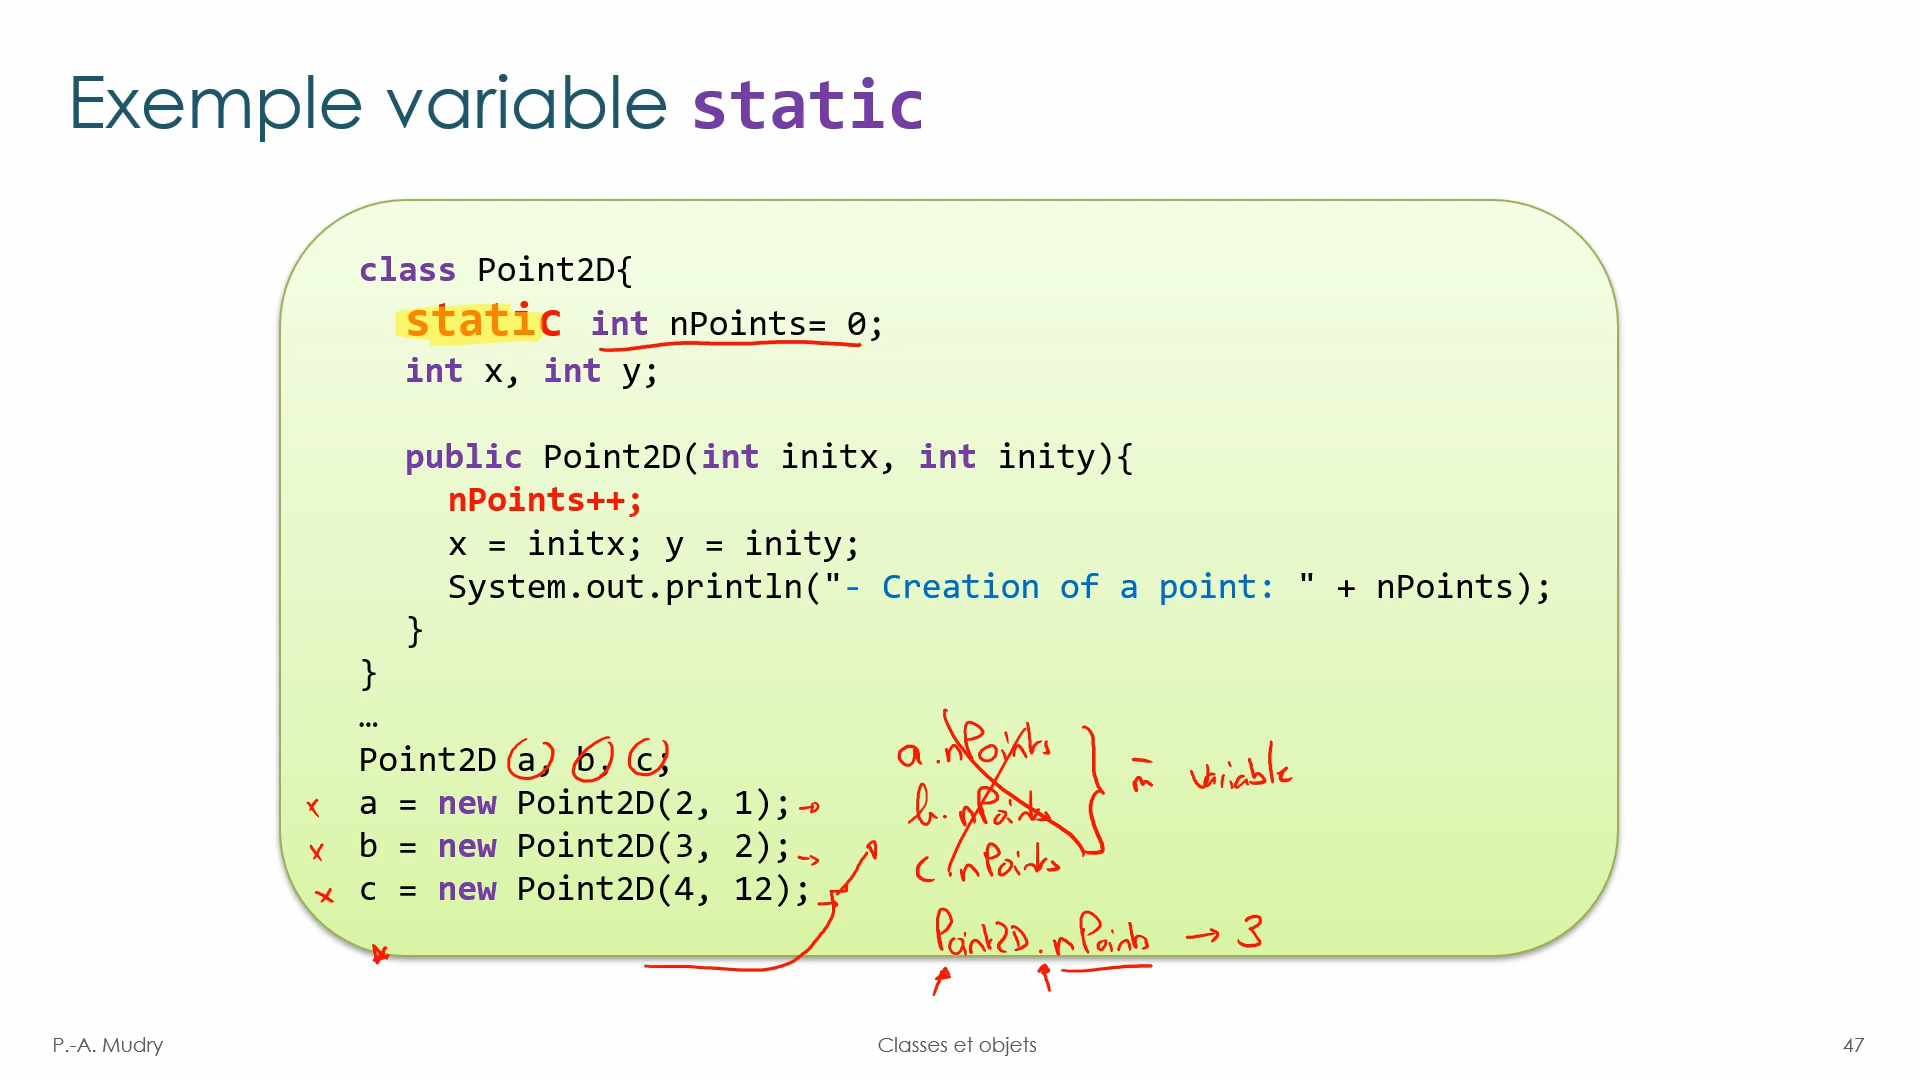 Exemple variable static
class Point2D{
static int nPoints= 0;
int x, int y;
public Point2D(int initx, int inity){
nPoints++;
x = initx; y = inity;
System.out.println("- Creation of a point: " + nPoints);
}
}
…
Point2D a, b, c;
a = new Point2D(2, 1);
b = new Point2D(3, 2);
c = new Point2D(4, 12);
a.nPoints
b.nPoints
c.nPoints
m̄ variable
Point2D.nPoints → 3
P.-A. Mudry
Classes et objets
47